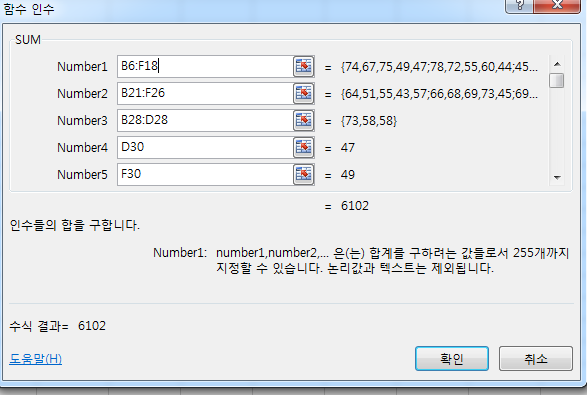 함수 인수
SUM
Number1 B6:F18 = {74,67,75,49,47;78,72,55,60,44;45...
Number2 B21:F26 = {64,51,55,43,57;66,68,69,73,45;69...
Number3 B28:D28 = {73,58,58}
Number4 D30 = 47
Number5 F30 = 49
= 6102
인수들의 합을 구합니다.
Number1: number1,number2,... 은(는) 합계를 구하려는 값들로서 255개까지
지정할 수 있습니다. 논리값과 텍스트는 제외됩니다.
수식 결과= 6102
도움말(H)
확인
취소